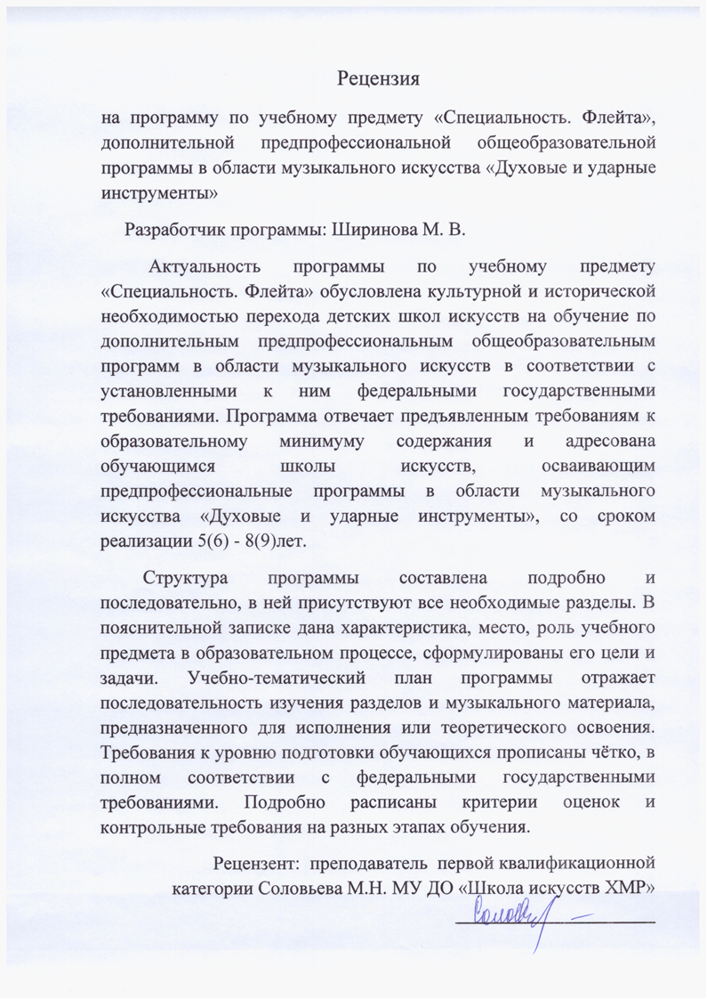 Рецензия
на программу по учебному предмету «Специальность. Флейта»,
дополнительной предпрофессиональной общеобразовательной
программы в области музыкального искусства «Духовые и ударные
инструменты»
Разработчик программы: Ширинова М. В.
Актуальность программы по учебному предмету
«Специальность. Флейта» обусловлена культурной и исторической
необходимостью перехода детских школ искусств на обучение по
дополнительным предпрофессиональным общеобразовательным
программ в области музыкального искусств в соответствии с
установленными к ним федеральными государственными
требованиями. Программа отвечает предъявленным требованиям к
образовательному минимуму содержания и адресована
обучающимся школы искусств, осваивающим
предпрофессиональные программы в области музыкального
искусства «Духовые и ударные инструменты», со сроком
реализации 5(6) - 8(9)лет.
Структура программы составлена подробно и
последовательно, в ней присутствуют все необходимые разделы. В
пояснительной записке дана характеристика, место, роль учебного
предмета в образовательном процессе, сформулированы его цели и
задачи. Учебно-тематический план программы отражает
последовательность изучения разделов и музыкального материала,
предназначенного для исполнения или теоретического освоения.
Требования к уровню подготовки обучающихся прописаны чётко, в
полном соответствии с федеральными государственными
требованиями. Подробно расписаны критерии оценок и
контрольные требования на разных этапах обучения.
Рецензент: преподаватель первой квалификационной
категории Соловьева М.Н. МУ ДО «Школа искусств ХМР»